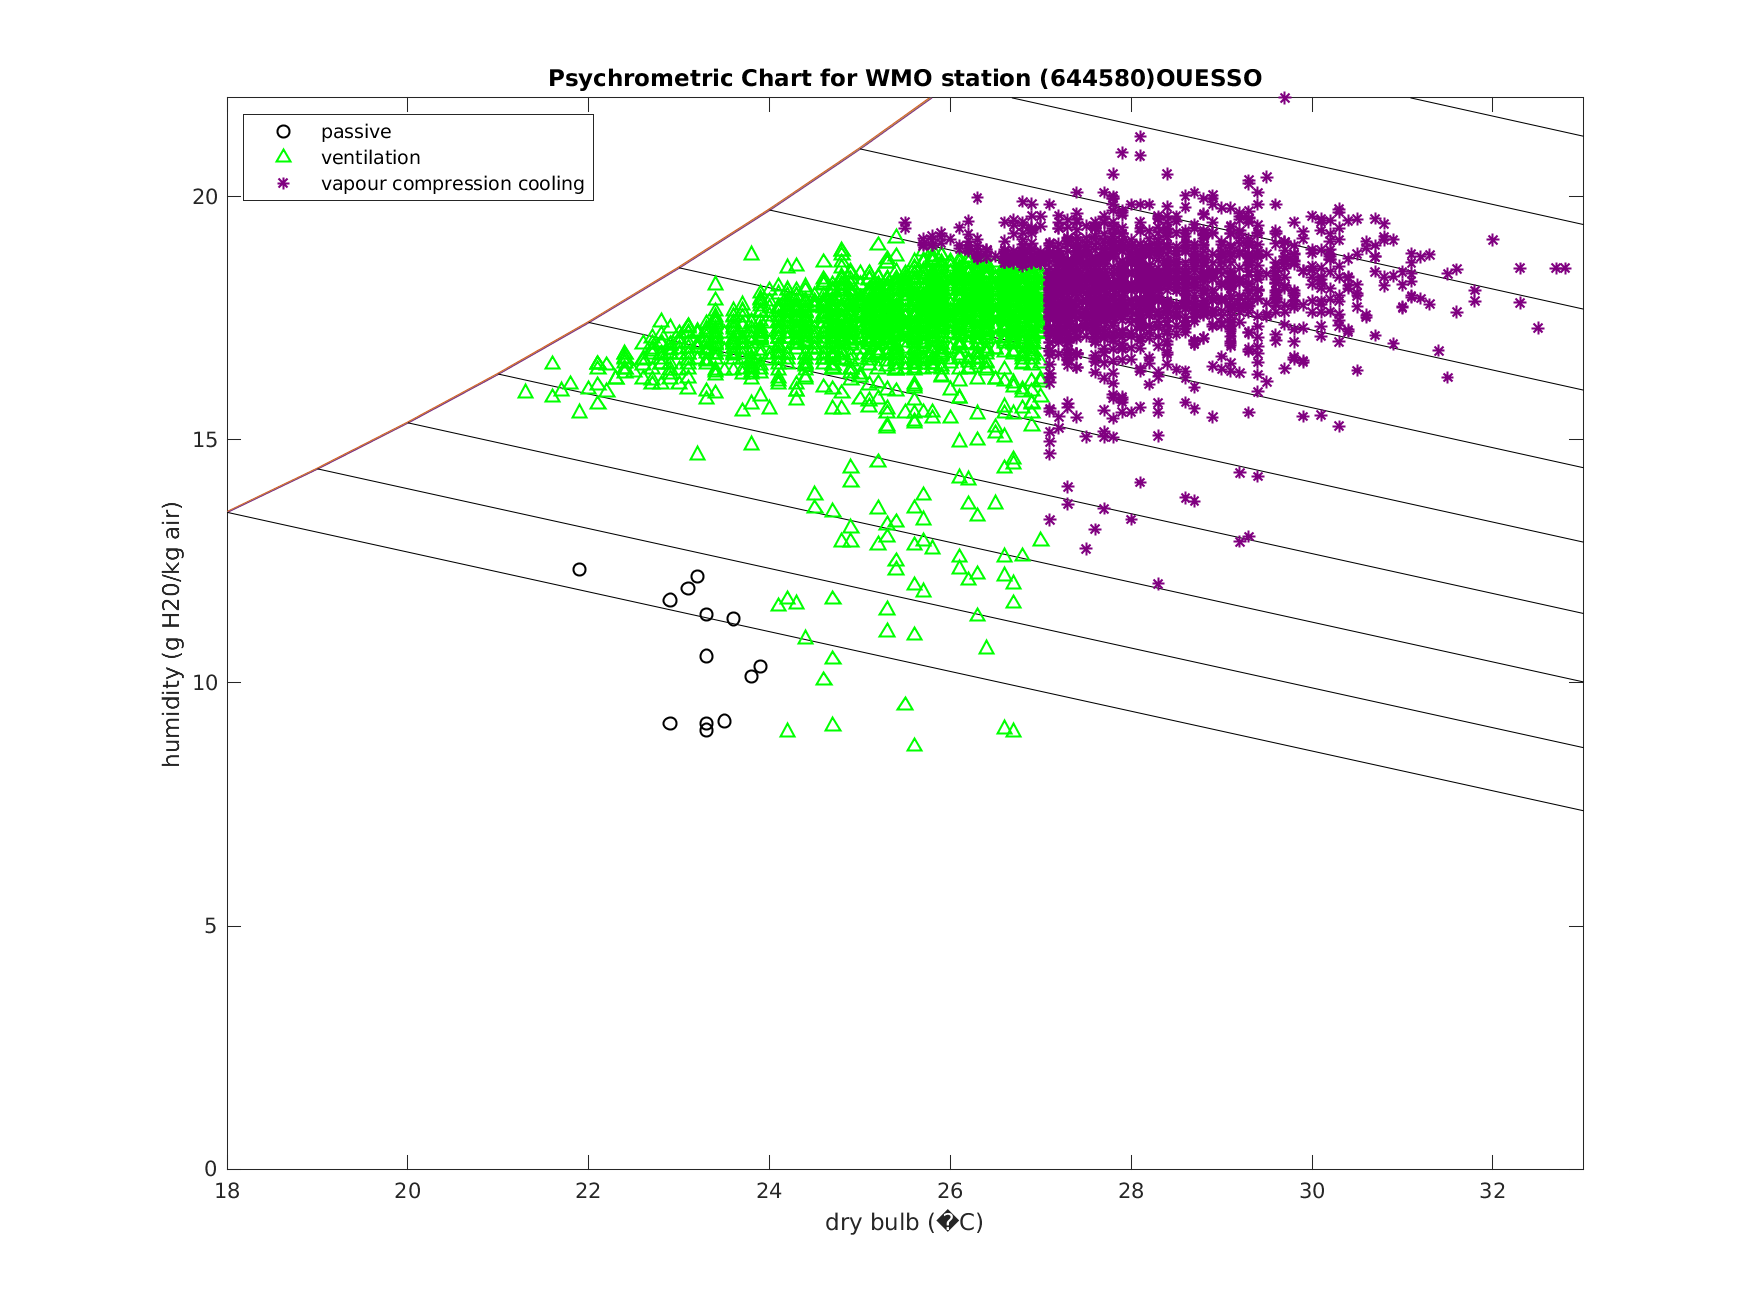 Psychrometric Chart for WMO station (644580)OUESSO
passive
ventilation
vapour compression cooling
humidity (g H20/kg air)
20
15
10
5
0
18 20 22 24 26 28 30 32
dry bulb (�C)